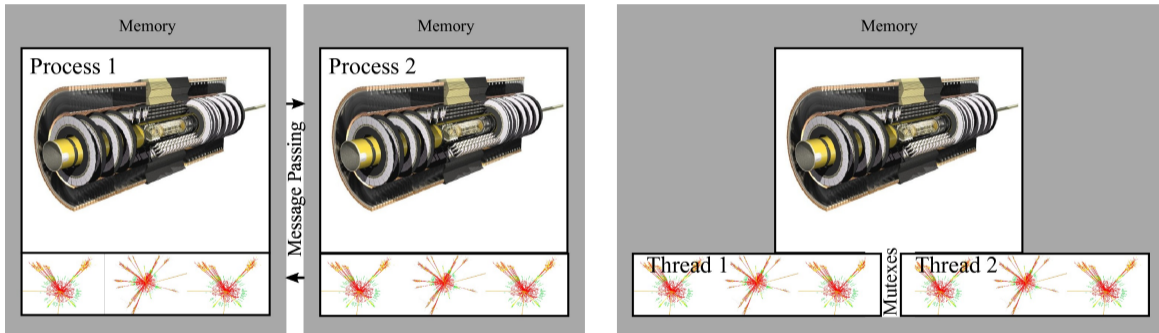 Memory
Process 1
Message Passing
Memory
Process 2
Memory
Thread 1
Mutexes
Thread 2